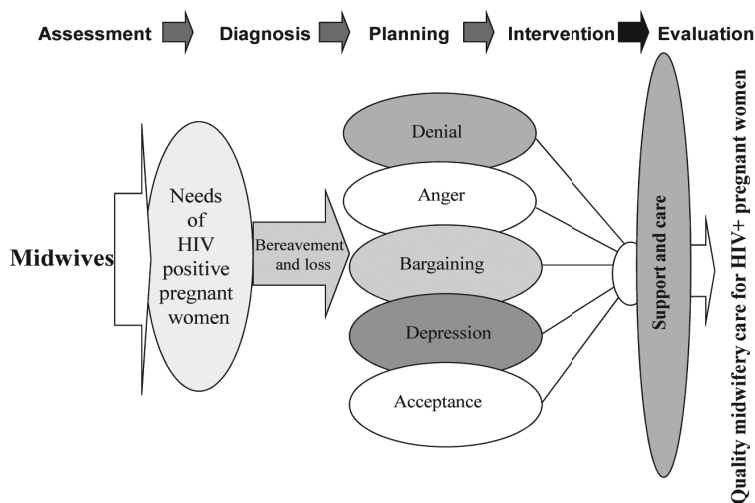 Assessment Diagnosis Planning Intervention Evaluation
Midwives
Needs
of
HIV
positive
pregnant
women
Bereavement
and loss
Denial
Anger
Bargaining
Depression
Acceptance
Support and care
Quality midwifery care for HIV+ pregnant women